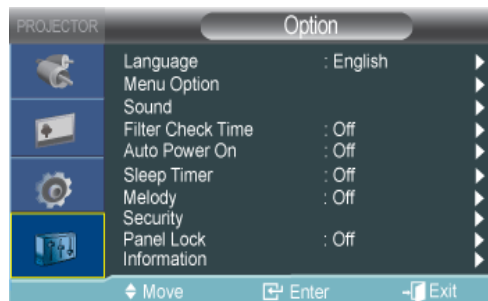 PROJECTOR
Option
Language : English
Menu Option
Sound
Filter Check Time : Off
Auto Power On : Off
Sleep Timer : Off
Melody : Off
Security
Panel Lock : Off
Information
Move Enter Exit